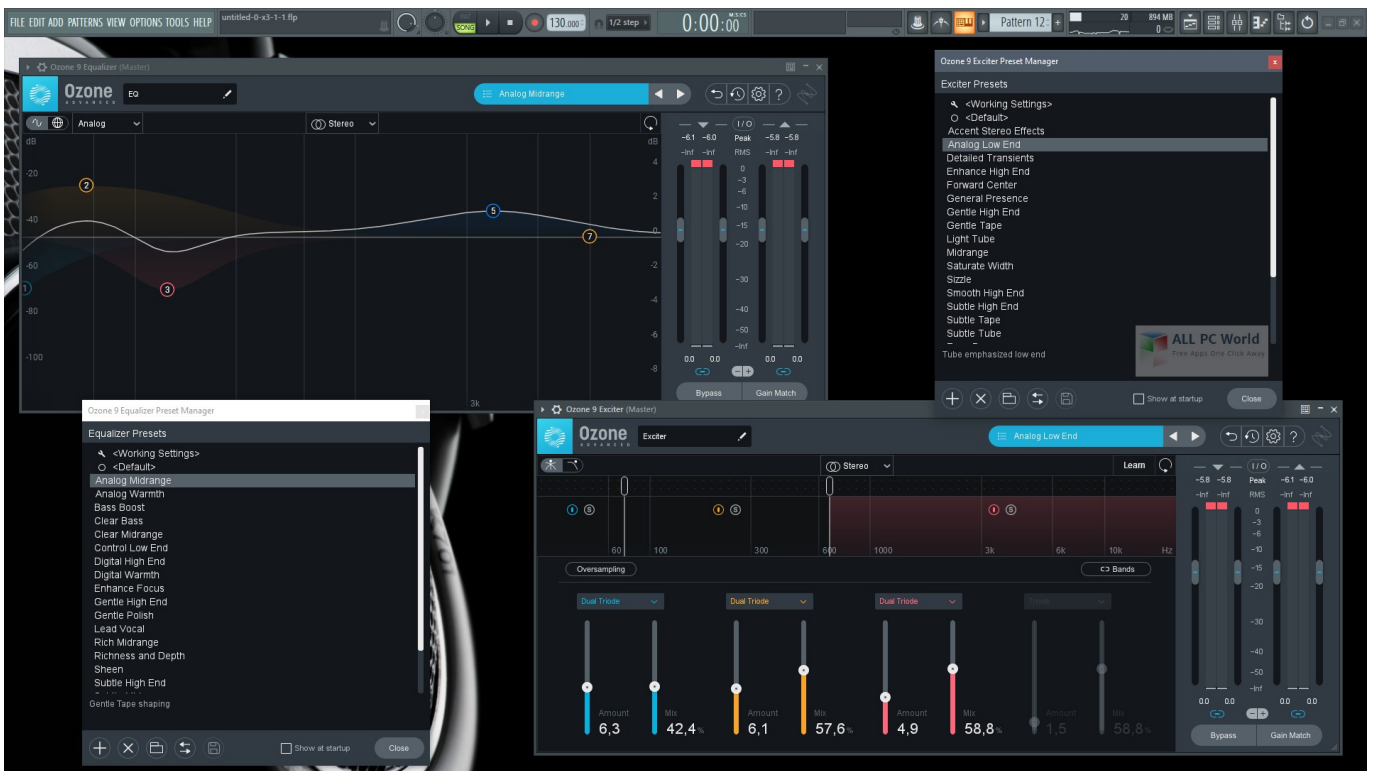 FILE EDIT ADD PATTERNS VIEW OPTIONS TOOLS HELP
untitled-0-x3-1-1.flp
SONG
130.000
1/2 step
0:00:00
M:S:CS
Pattern 12
20
894 MB
0
Ozone 9 Equalizer (Master)
Ozone
ADVANCED
EQ
Analog Midrange
Analog
Stereo
I/O
-6.1 -6.0 Peak -5.8 -5.8
-Inf -Inf RMS -Inf -Inf
dB
-20
-40
-60
-80
-100
dB
4
2
0
-2
-4
-6
-8
1
2
3
5
7
3k
0
-3
-6
-10
-15
-20
-30
-40
-50
-Inf
0.0 0.0 0.0 0.0
Bypass
Gain Match
Ozone 9 Exciter Preset Manager
Exciter Presets
<Working Settings>
<Default>
Accent Stereo Effects
Analog Low End
Detailed Transients
Enhance High End
Forward Center
General Presence
Gentle High End
Gentle Tape
Light Tube
Midrange
Saturate Width
Sizzle
Smooth High End
Subtle High End
Subtle Tape
Subtle Tube
Tube emphasized low end
ALL PC World
Free Apps One Click Away
Show at startup
Close
Ozone 9 Equalizer Preset Manager
Equalizer Presets
<Working Settings>
<Default>
Analog Midrange
Analog Warmth
Bass Boost
Clear Bass
Clear Midrange
Control Low End
Digital High End
Digital Warmth
Enhance Focus
Gentle High End
Gentle Polish
Lead Vocal
Rich Midrange
Richness and Depth
Sheen
Subtle High End
Gentle Tape shaping
Show at startup
Close
Ozone 9 Exciter (Master)
Ozone
ADVANCED
Exciter
Analog Low End
Stereo
Learn
I/O
-5.8 -5.8 Peak -6.1 -6.0
-Inf -Inf RMS -Inf -Inf
S
S
S
60 100 300 600 1000 3k 6k 10k Hz
Oversampling
Bands
Dual Triode
Dual Triode
Dual Triode
Triode
Amount Mix Amount Mix Amount Mix Amount Mix
6,3 42,4% 6,1 57,6% 4,9 58,8% 1,5 58,8%
0
-3
-6
-10
-15
-20
-30
-40
-50
-Inf
0.0 0.0 0.0 0.0
Bypass
Gain Match